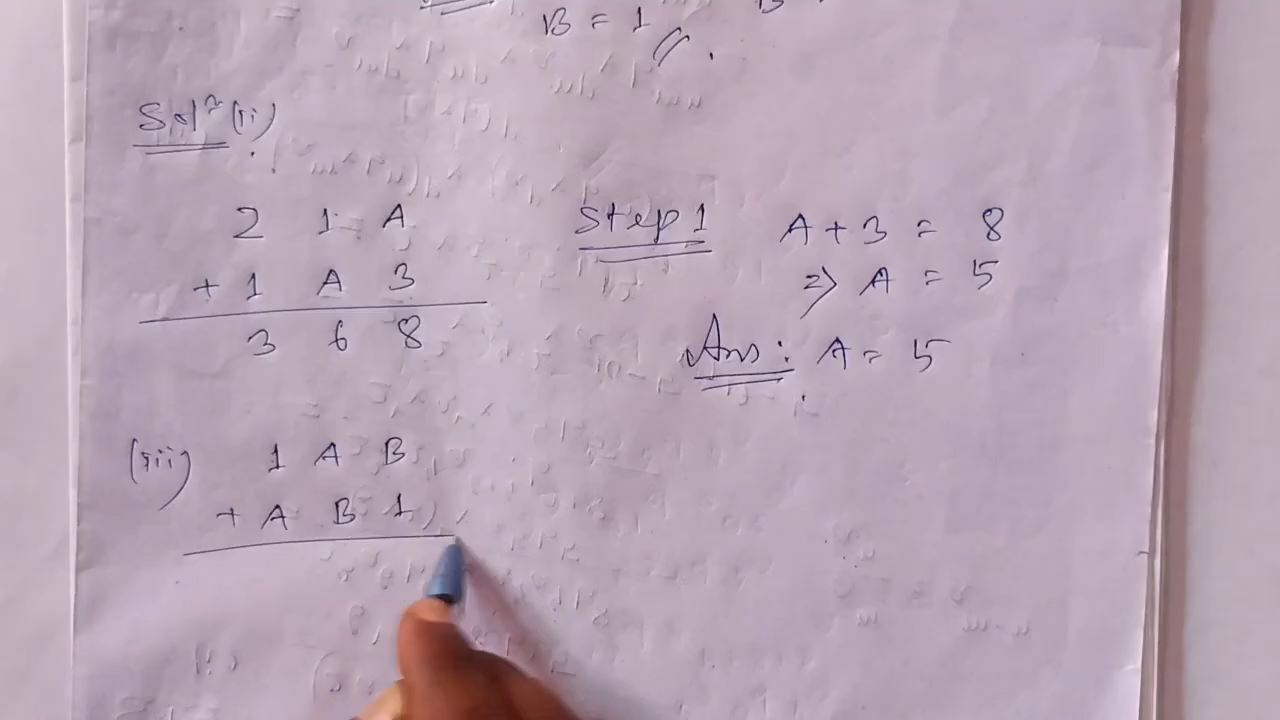 B = 1
Solⁿ (ii)
2 1 A
+ 1 A 3
3 6 8
Step 1 A + 3 = 8
=> A = 5
Ans: A = 5
(iii) 1 A B
+ A B 1